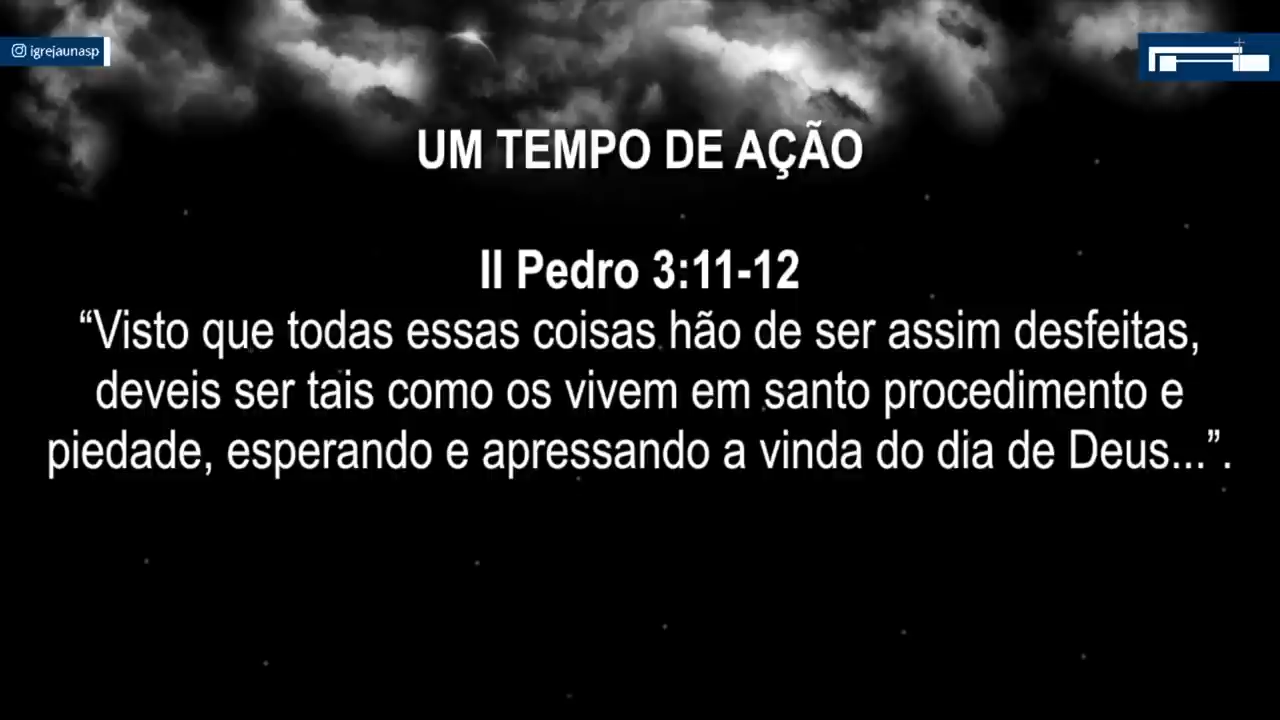 igrejaunasp
UM TEMPO DE AÇÃO
II Pedro 3:11-12
“Visto que todas essas coisas hão de ser assim desfeitas,
deveis ser tais como os vivem em santo procedimento e
piedade, esperando e apressando a vinda do dia de Deus...”.